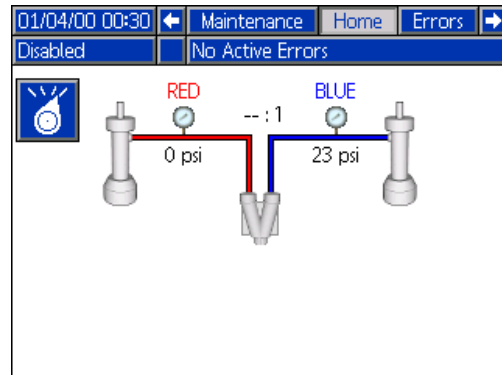 01/04/00 00:30 Maintenance Home Errors
Disabled No Active Errors
RED BLUE
-- : 1
0 psi 23 psi